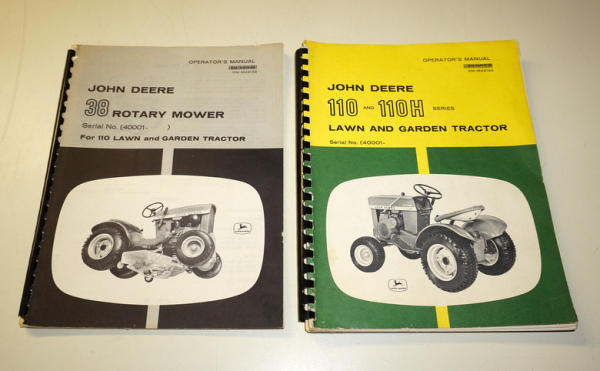 OPERATOR'S MANUAL
JOHN DEERE
38 ROTARY MOWER
Serial No. (40001- )
For 110 LAWN and GARDEN TRACTOR
OPERATOR'S MANUAL
JOHN DEERE
110 AND 110H SERIES
LAWN AND GARDEN TRACTOR
Serial No. (40001-